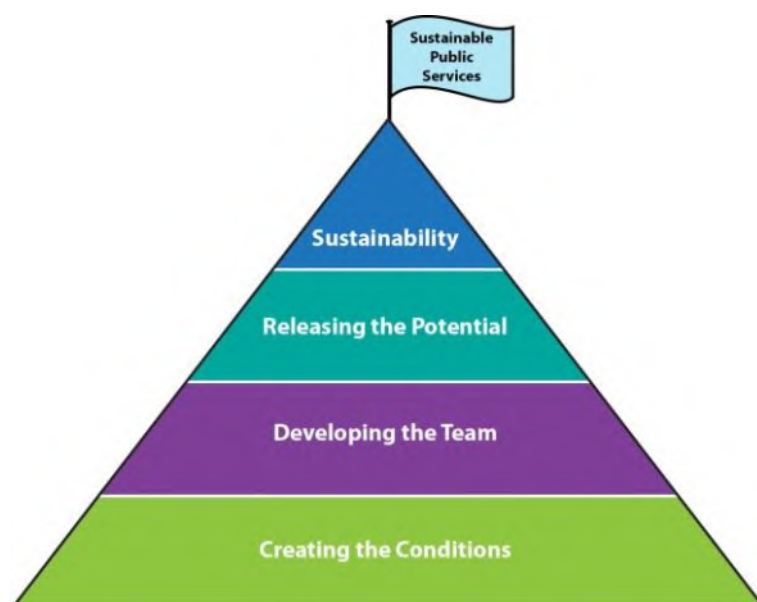 Sustainable
Public
Services
Sustainability
Releasing the Potential
Developing the Team
Creating the Conditions